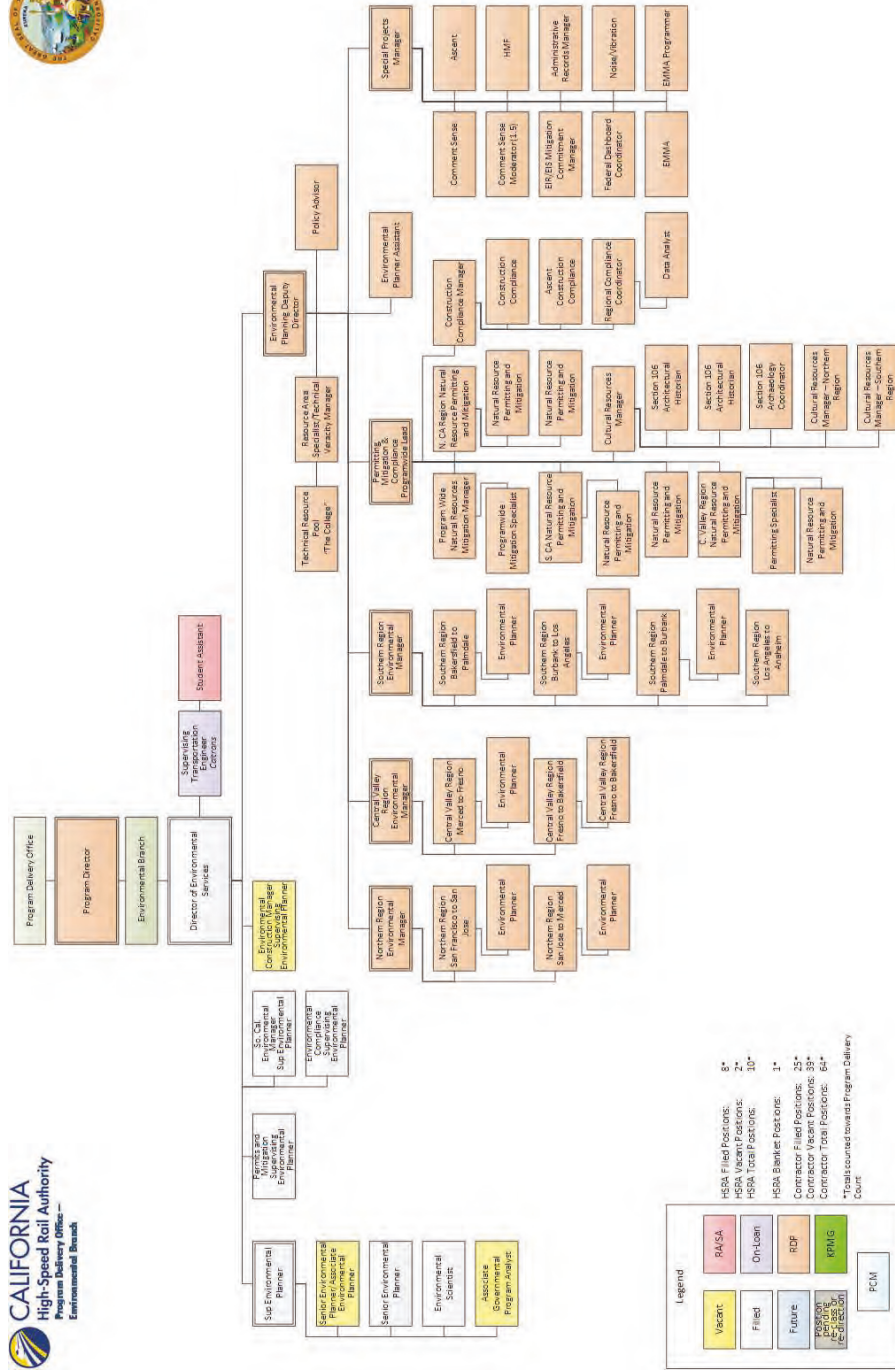 THE GREAT SEAL OF THE
CALIFORNIA
High-Speed Rail Authority
Program Delivery Office –
Environmental Branch
Program Delivery Office
Program Director
Environmental Branch
Director of Environmental
Services
Supervising
Transportation
Engineer
Cotrons
Student Assistant
Sup Environmental
Planner
Senior Environmental
Planner/Associate
Environmental
Planner
Senior Environmental
Planner
Environmental
Scientist
Associate
Governmental
Program Analyst
Permits and
Mitigation
Supervising
Environmental
Planner
So. Cal.
Environmental
Manager
Sup Environmental
Planner
Environmental
Compliance
Supervising
Environmental
Planner
Environmental
Construction Manager
Supervising
Environmental Planner
Environmental
Planning Deputy
Director
Technical Resource
Pool
"The College"
Resource Area
Specialist/Technical
Veracity Manager
Policy Advisor
Environmental
Planner Assistant
Northern Region
Environmental
Manager
Northern Region
San Francisco to San
Jose
Environmental
Planner
Northern Region
San Jose to Merced
Environmental
Planner
Central Valley
Region
Environmental
Manager
Central Valley Region
Merced to Fresno
Environmental
Planner
Central Valley Region
Fresno to Bakersfield
Central Valley Region
Fresno to Bakersfield
Southern Region
Environmental
Manager
Southern Region
Bakersfield to
Palmdale
Environmental
Planner
Southern Region
Burbank to Los
Angeles
Environmental
Planner
Southern Region
Palmdale to Burbank
Environmental
Planner
Southern Region
Los Angeles to
Anaheim
Permitting
Mitigation &
Compliance
Programwide Lead
Program Wide
Natural Resources
Mitigation Manager
Programwide
Mitigation Specialist
S. CA Natural Resource
Permitting and
Mitigation
Natural Resource
Permitting and
Mitigation
Natural Resource
Permitting and
Mitigation
C. Valley Region
Natural Resource
Permitting and
Mitigation
Permitting Specialist
Natural Resource
Permitting and
Mitigation
N. CA Region Natural
Resource Permitting
and Mitigation
Natural Resource
Permitting and
Mitigation
Natural Resource
Permitting and
Mitigation
Cultural Resources
Manager
Section 106
Architectural
Historian
Section 106
Architectural
Historian
Section 106
Archaeology
Coordinator
Cultural Resources
Manager – Northern
Region
Cultural Resources
Manager – Southern
Region
Construction
Compliance Manager
Construction
Compliance
Ascent
Construction
Compliance
Regional Compliance
Coordinator
Data Analyst
Special Projects
Manager
Comment Sense
Ascent
Comment Sense
Moderator (1.5)
HMF
EIR/EIS Mitigation
Commitment
Manager
Administrative
Records Manager
Federal Dashboard
Coordinator
Noise/Vibration
EMMA
EMMA Programmer
Legend
Vacant
RA/SA
Filled
On-Loan
Future
RDP
Position
pending
re-class or
re-direction
KPMG
PCM
HSRA Filled Positions: 8*
HSRA Vacant Positions: 2*
HSRA Total Positions: 10*
HSRA Blanket Positions: 1*
Contractor Filled Positions: 25*
Contractor Vacant Positions: 39*
Contractor Total Positions: 64*
*Totals counted towards Program Delivery
Count